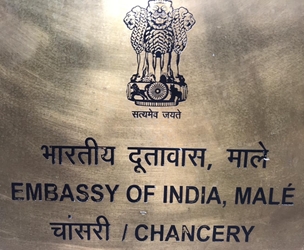 सत्यमेव जयते
भारतीय दूतावास, माले
EMBASSY OF INDIA, MALÉ
चांसरी / CHANCERY